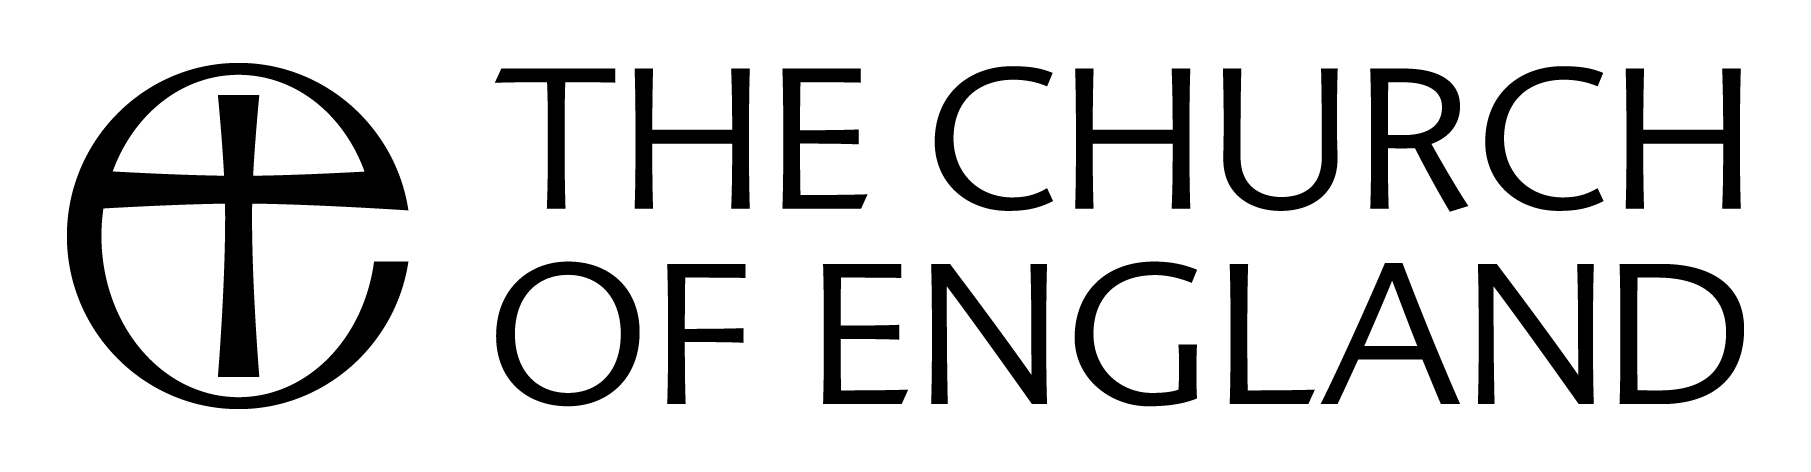 THE CHURCH
OF ENGLAND